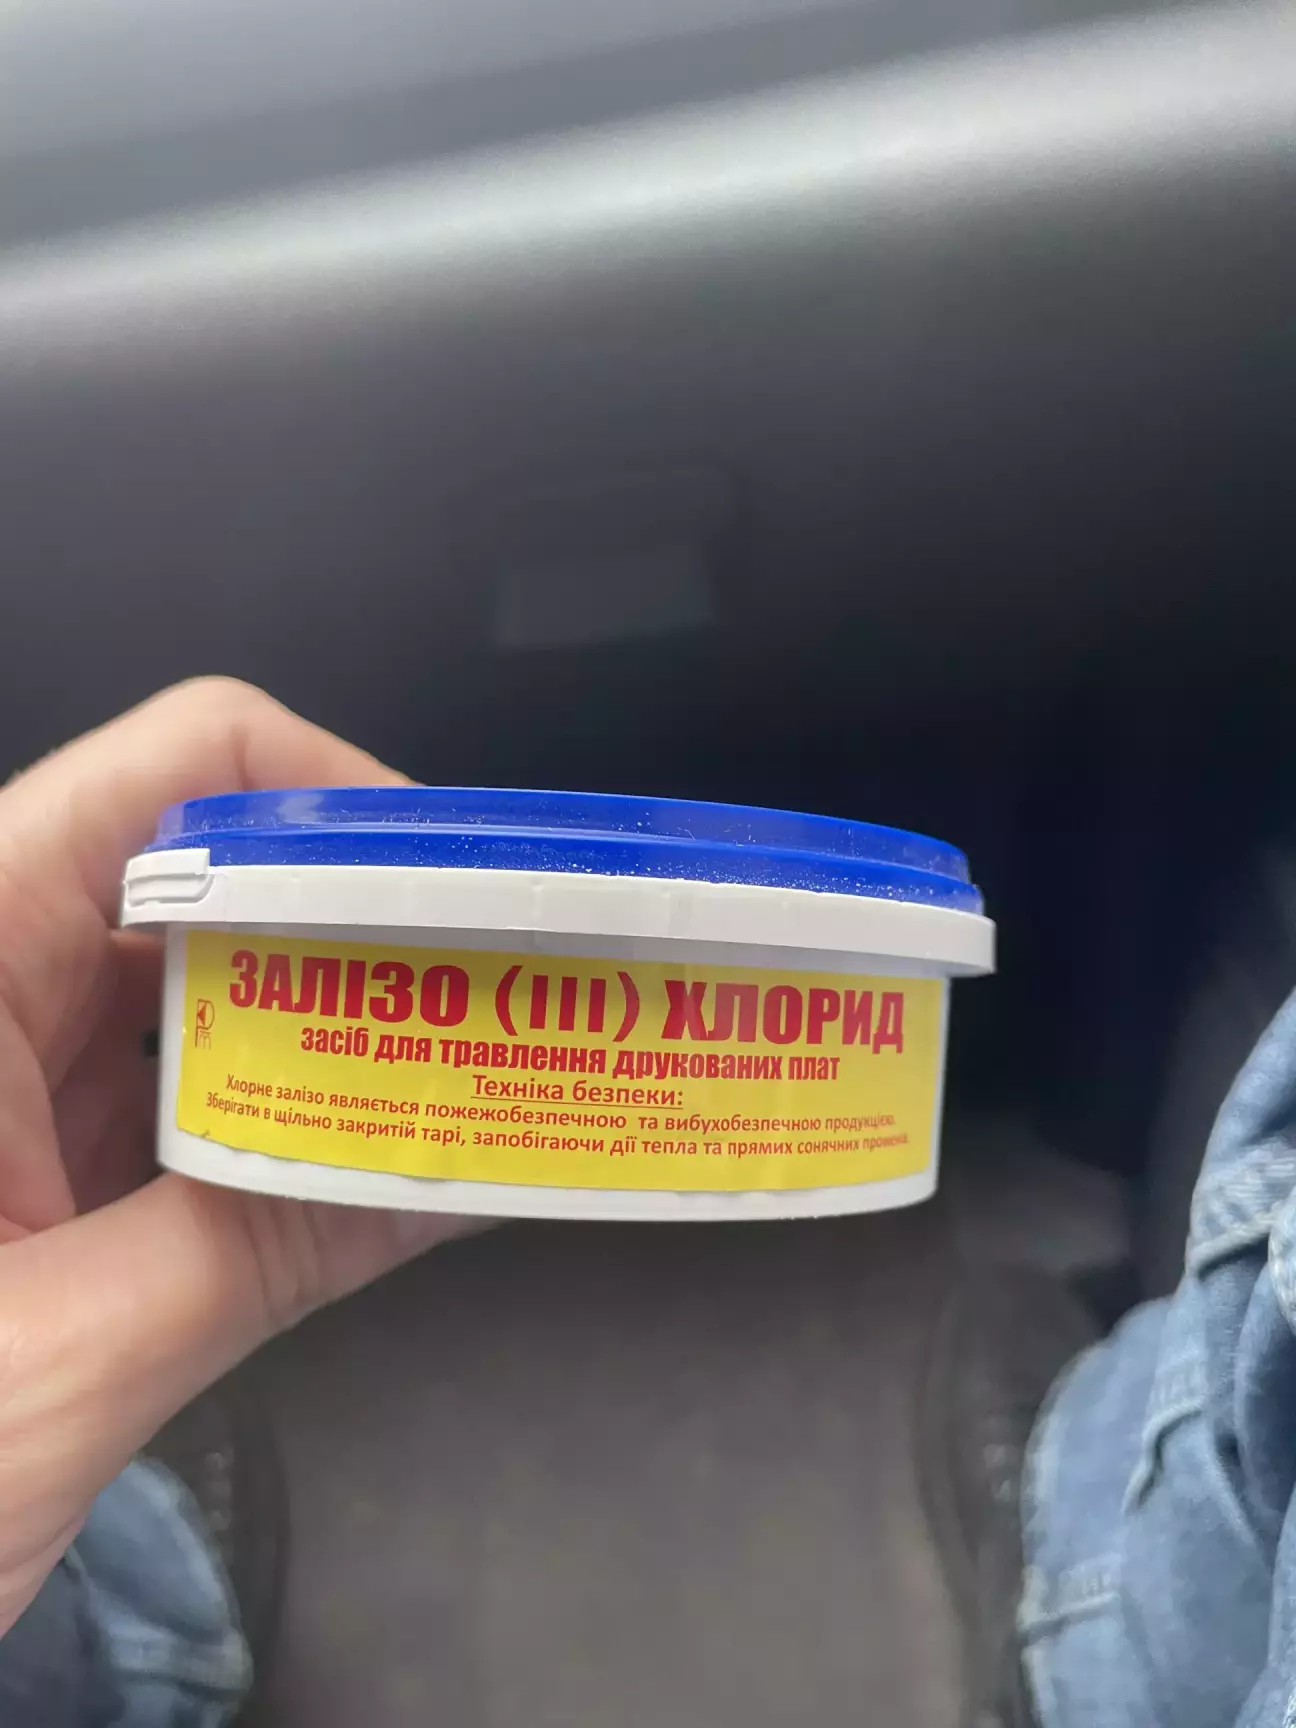 ЗАЛІЗО (ІІІ) ХЛОРИД
засіб для травлення друкованих плат
Техніка безпеки:
Хлорне залізо являється пожежобезпечною та вибухобезпечною продукцією.
Зберігати в щільно закритій тарі, запобігаючи дії тепла та прямих сонячних променів.